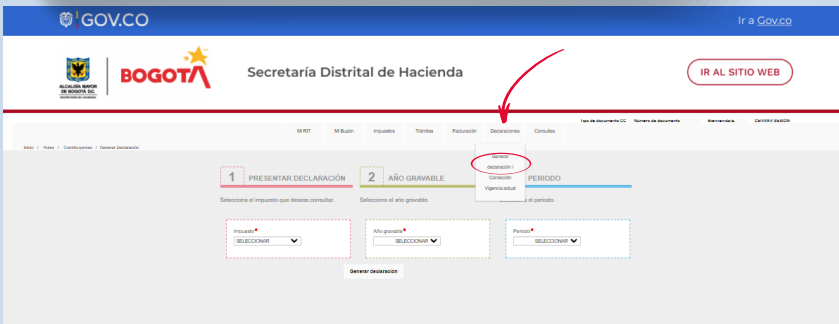 GOV.CO
Ir a Gov.co
ALCALDÍA MAYOR
DE BOGOTÁ D.C.
BOGOTÁ
Secretaría Distrital de Hacienda
IR AL SITIO WEB
Tipo de documento CC Número de documento Bienvenido/a, CERRAR SESIÓN
Mi RIT Mi Buzón Impuestos Trámites Facturación Declaraciones Consultas
Inicio / Roles / Contribuyentes / Generar Declaración
General
declaración /
Corrección
Vigencia actual
1 PRESENTAR DECLARACIÓN 2 AÑO GRAVABLE PERIODO
Selecciona el impuesto que deseas consultar. Selecciona el año gravable. el periodo.
Impuesto* Año gravable* Periodo*
SELECCIONAR SELECCIONAR SELECCIONAR
Generar declaración